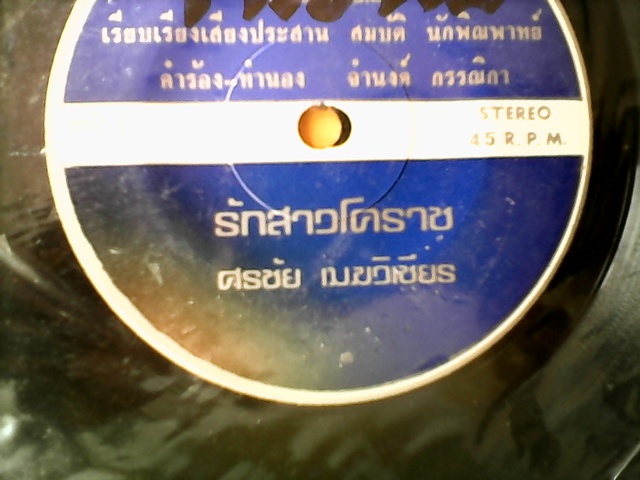 เรียบเรียงเสียงประสาน สมบัติ นักพิณพาทย์
คำร้อง-ทำนอง จำนงค์ กรรณิกา
STEREO
45 R.P.M.
รักสาวโคราช
ศรชัย เมฆวิเชียร